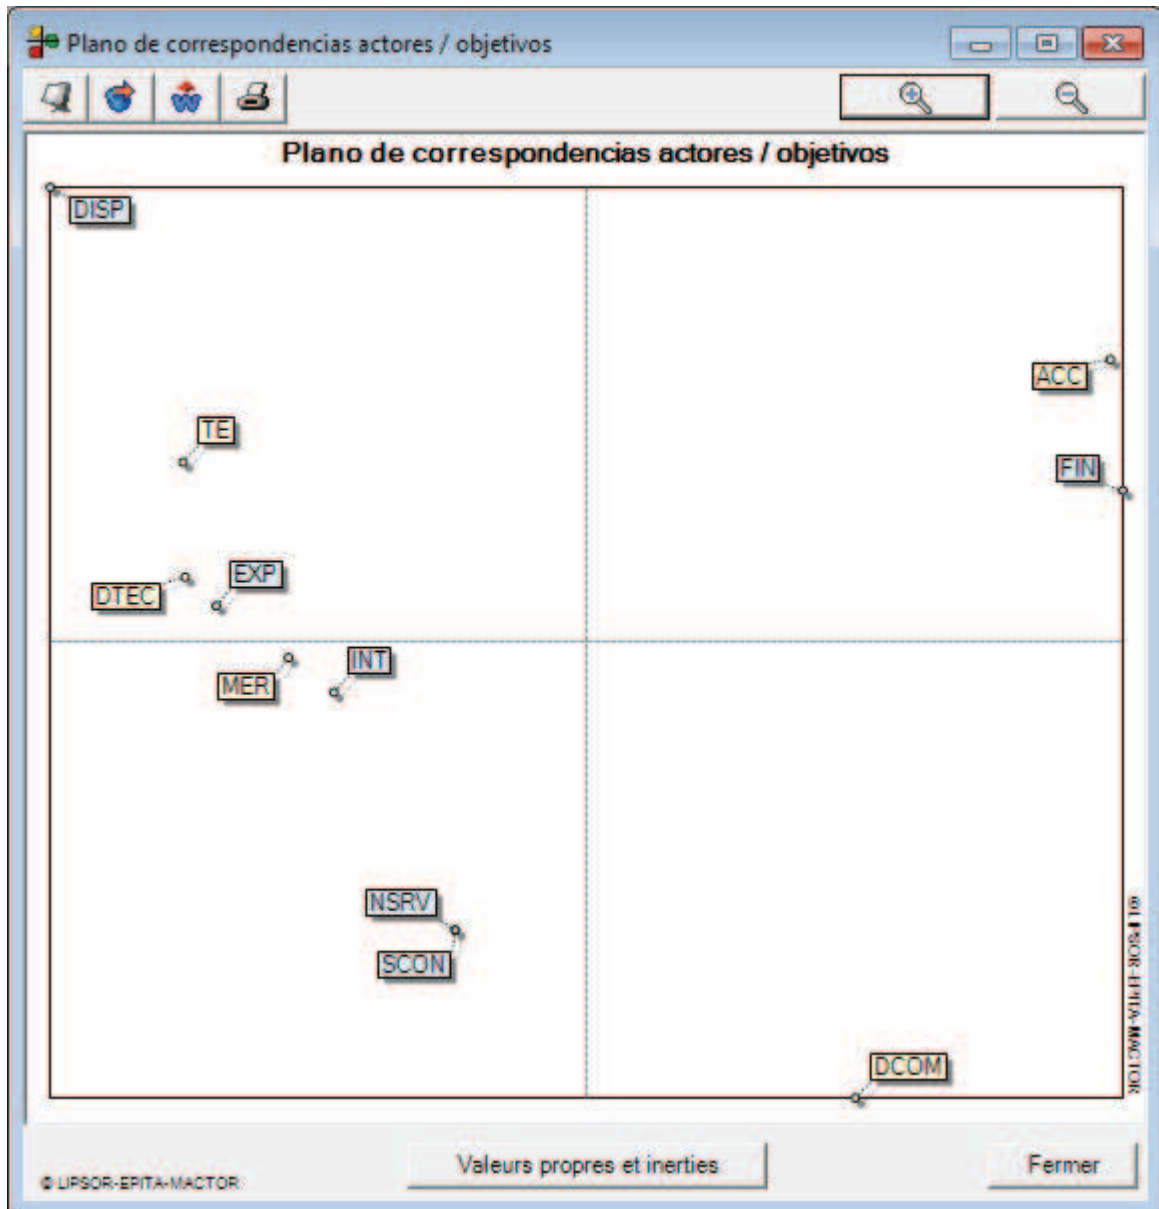 Plano de correspondencias actores / objetivos
Plano de correspondencias actores / objetivos
DISP
ACC
TE
FIN
EXP
DTEC
INT
MER
NSRV
SCON
DCOM
©LIPSOR-EPITA-MACTOR
Valeurs propres et inerties
Fermer
© LIPSOR-EPITA-MACTOR